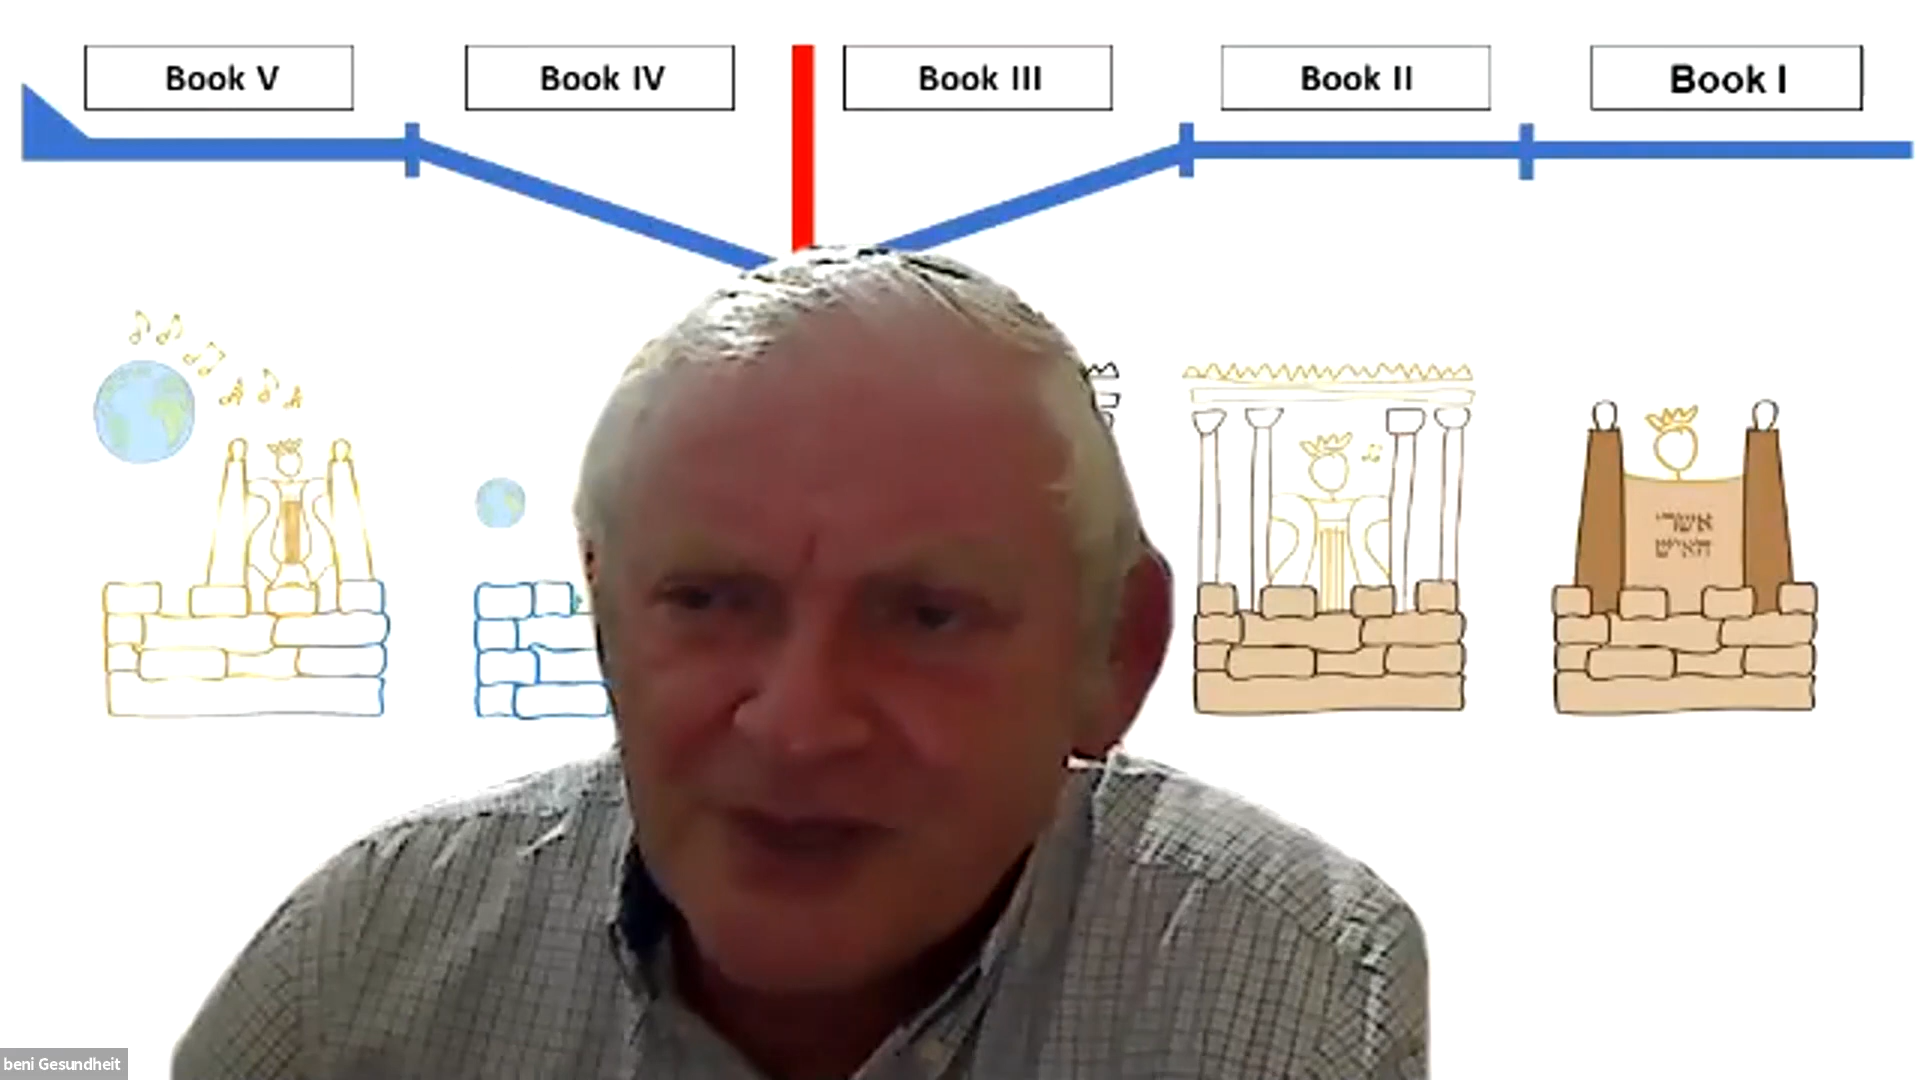 Book V
Book IV
Book III
Book II
Book I
אשרי
האיש
beni Gesundheit